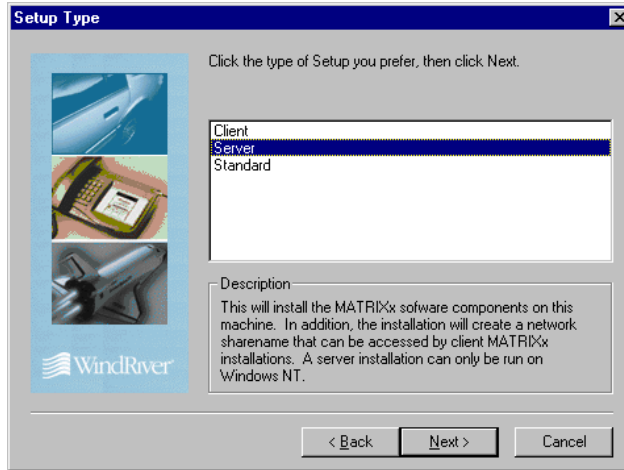 Setup Type
Click the type of Setup you prefer, then click Next.
Client
Server
Standard
Description
This will install the MATRIXx sofware components on this
machine. In addition, the installation will create a network
sharename that can be accessed by client MATRIXx
installations. A server installation can only be run on
Windows NT.
WindRiver
< Back
Next >
Cancel